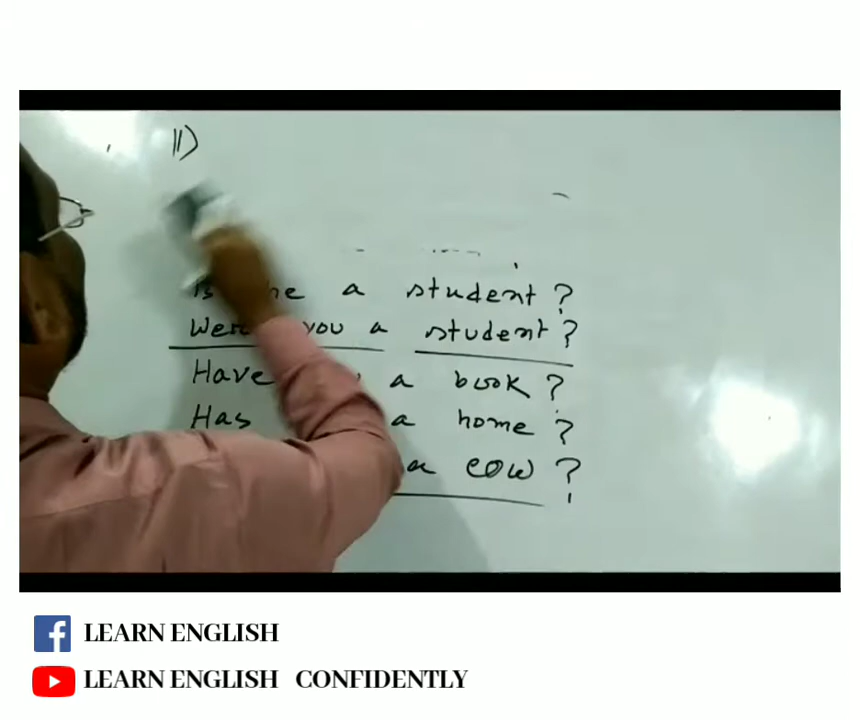 11)
a student?
you a student?
Have a book?
Has a home?
a cow?
LEARN ENGLISH
LEARN ENGLISH CONFIDENTLY